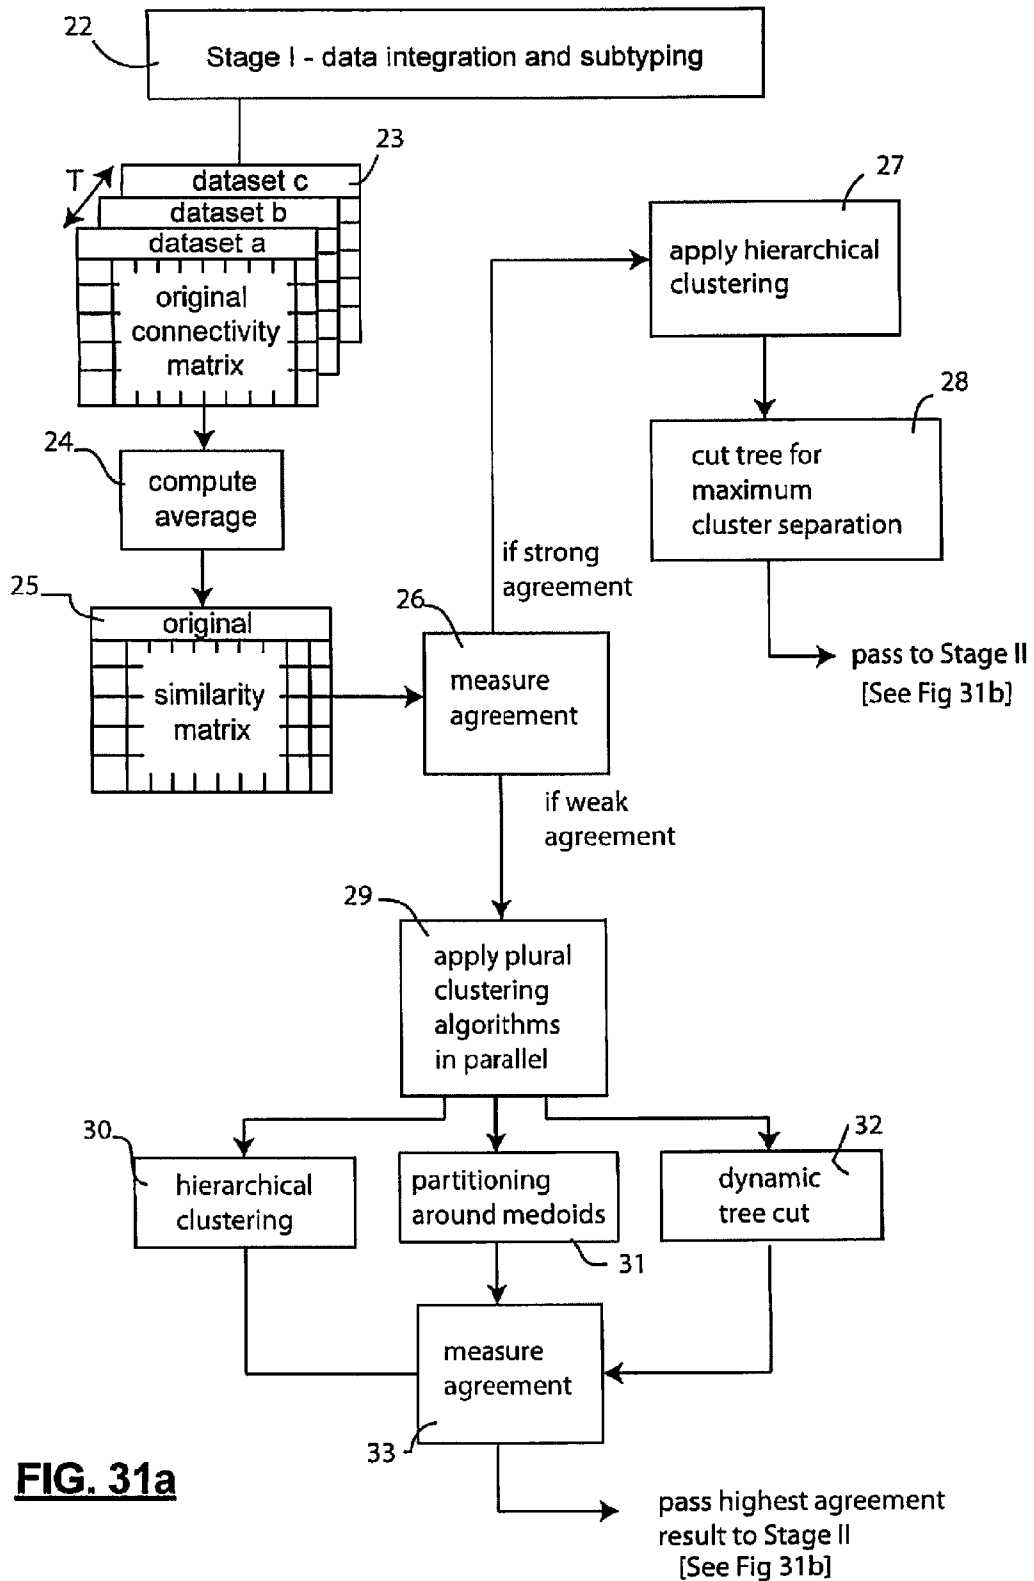 22
Stage I - data integration and subtyping
23
T
dataset c
dataset b
dataset a
original
connectivity
matrix
24
compute
average
25
original
similarity
matrix
26
measure
agreement
if strong
agreement
27
apply hierarchical
clustering
28
cut tree for
maximum
cluster separation
pass to Stage II
[See Fig 31b]
if weak
agreement
29
apply plural
clustering
algorithms
in parallel
30
hierarchical
clustering
partitioning
around medoids
31
32
dynamic
tree cut
measure
agreement
33
pass highest agreement
result to Stage II
[See Fig 31b]
FIG. 31a